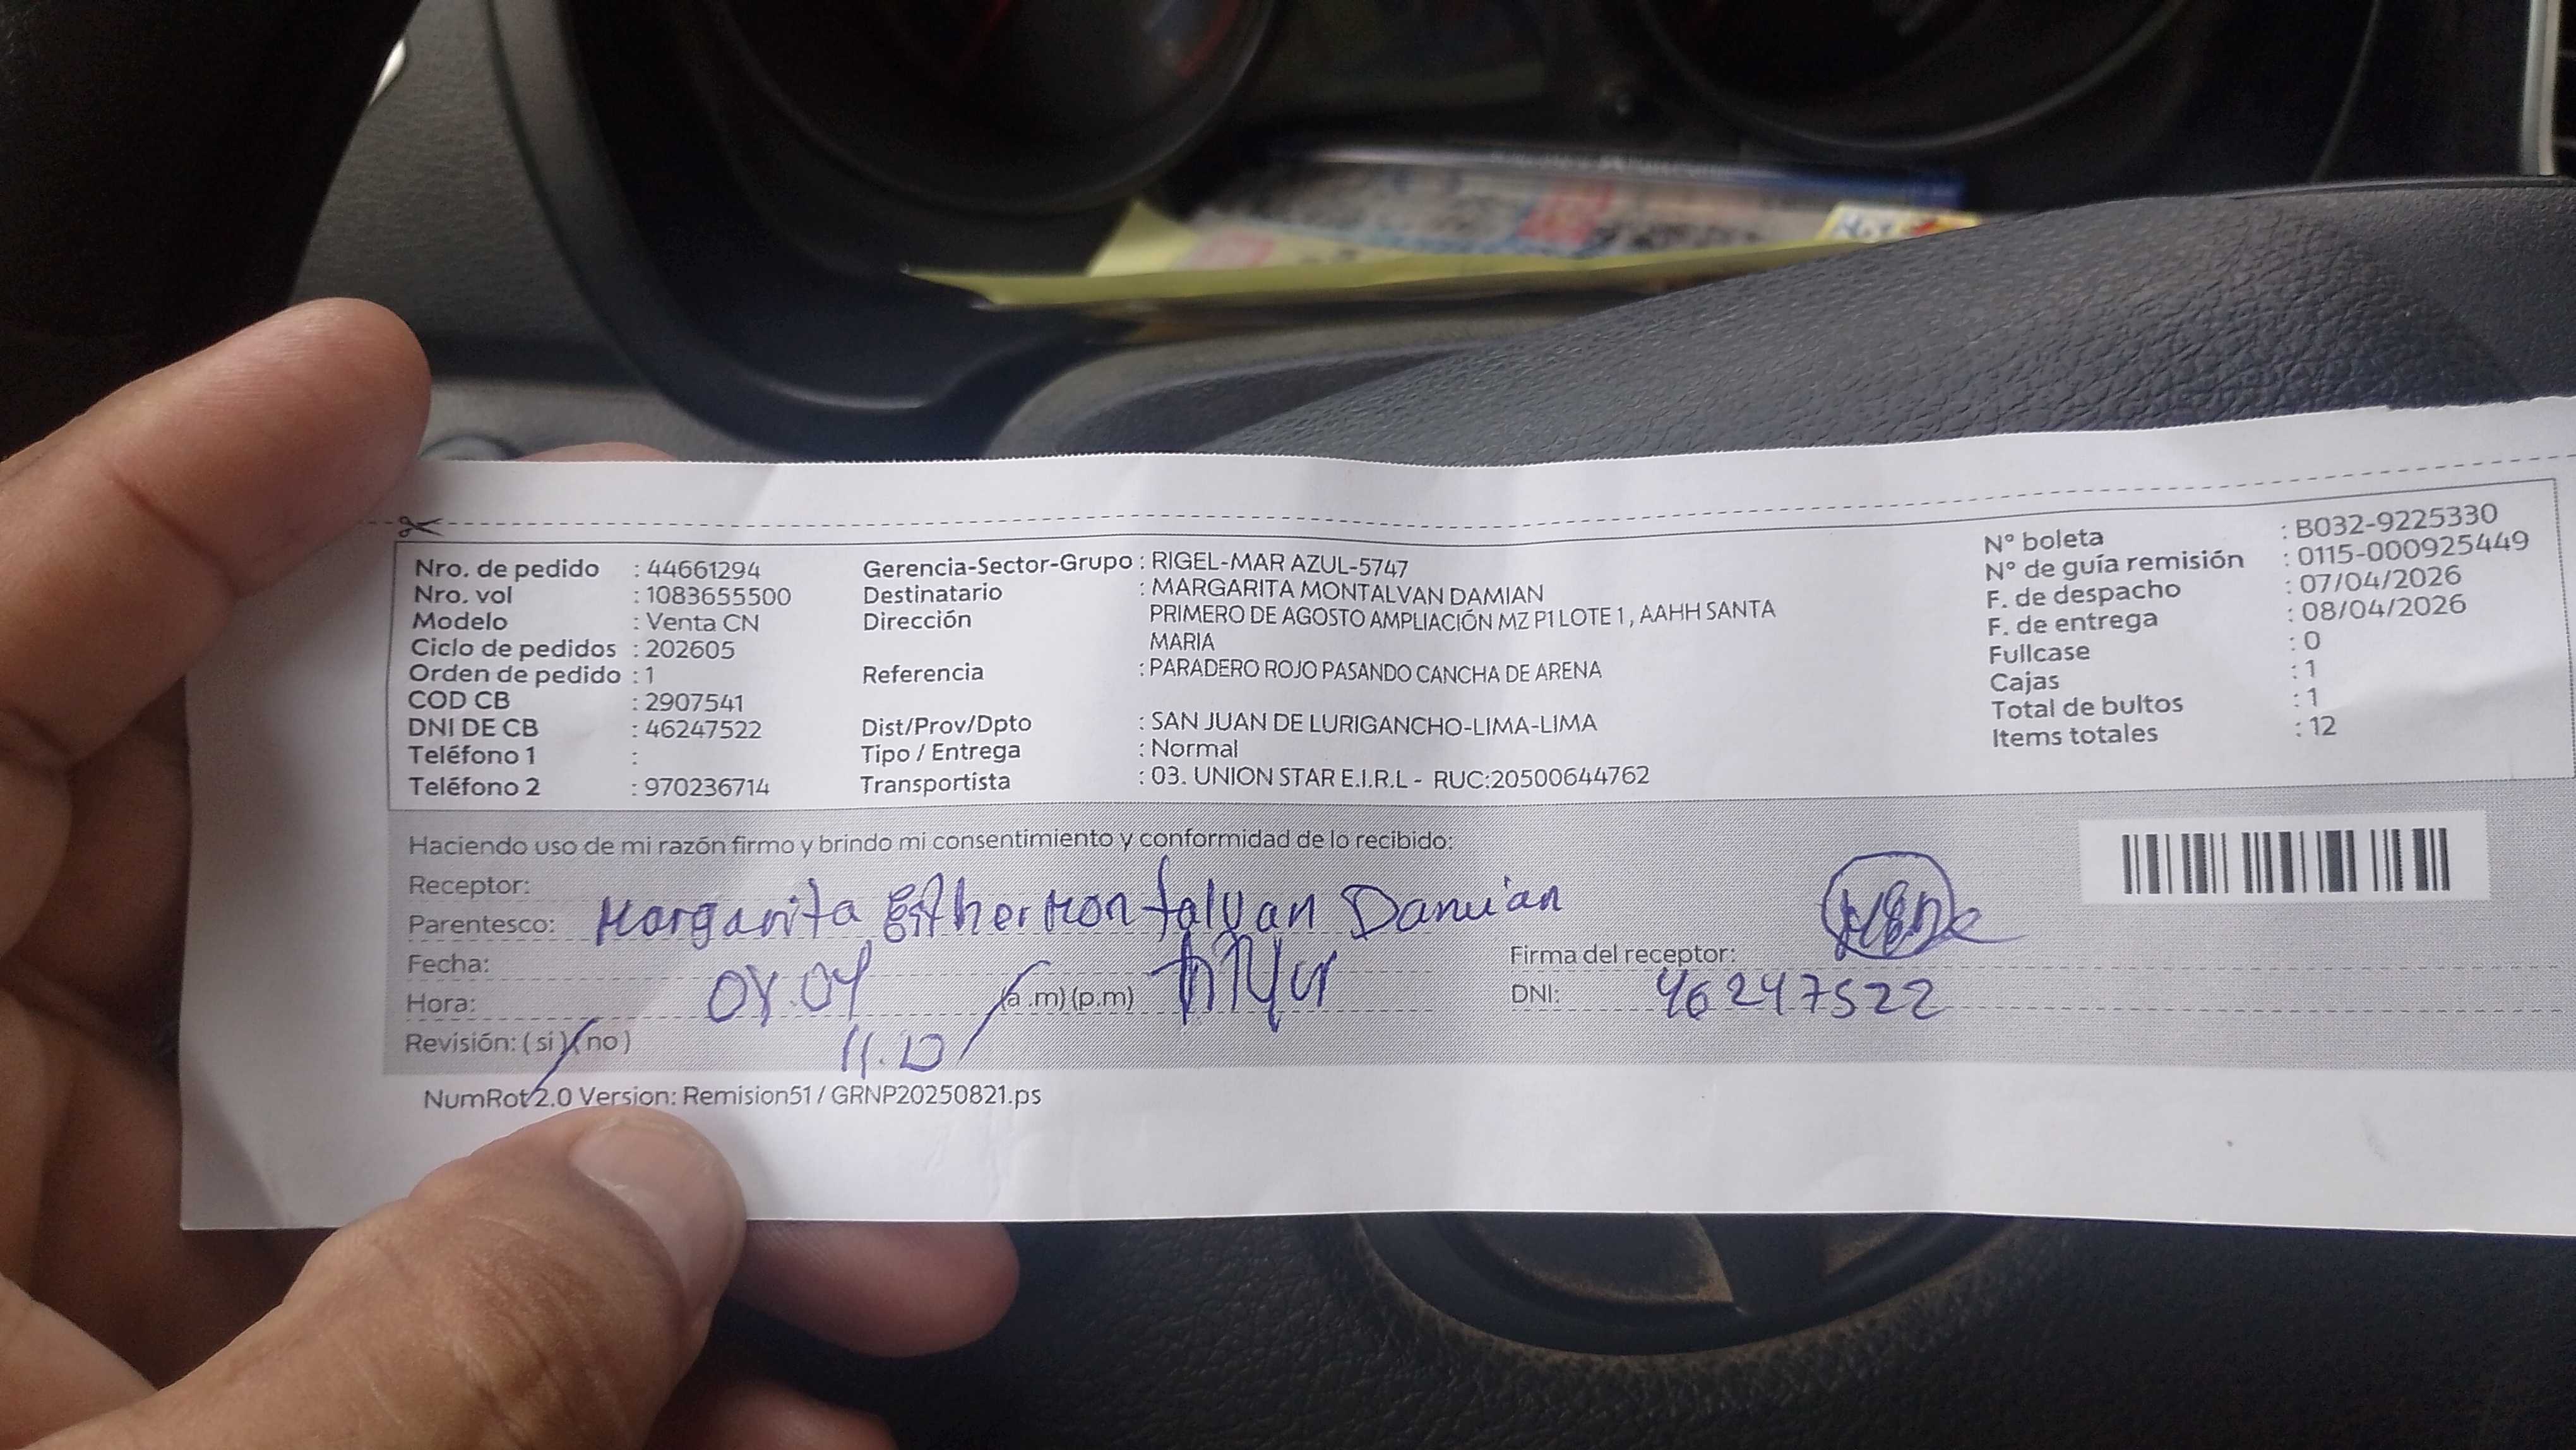 Nro. de pedido : 44661294
Nro. vol : 1083655500
Modelo : Venta CN
Ciclo de pedidos : 202605
Orden de pedido : 1
COD CB : 2907541
DNI DE CB : 46247522
Teléfono 1 :
Teléfono 2 : 970236714
Gerencia-Sector-Grupo : RIGEL-MAR AZUL-5747
Destinatario : MARGARITA MONTALVAN DAMIAN
Dirección PRIMERO DE AGOSTO AMPLIACIÓN MZ P1 LOTE 1, AAHH SANTA
MARIA
Referencia : PARADERO ROJO PASANDO CANCHA DE ARENA
Dist/Prov/Dpto : SAN JUAN DE LURIGANCHO-LIMA-LIMA
Tipo / Entrega : Normal
Transportista : 03. UNION STAR E.I.R.L - RUC:20500644762
N° boleta : B032-9225330
N° de guía remisión : 0115-000925449
F. de despacho : 07/04/2026
F. de entrega : 08/04/2026
Fullcase : 0
Cajas : 1
Total de bultos : 1
Items totales : 12
Haciendo uso de mi razón firmo y brindo mi consentimiento y conformidad de lo recibido:
Receptor:
Parentesco: Margarita Esther Montalvan Damian
Fecha: 08.04
Hora: (a.m) (p.m)
11.10
Revisión: ( si ) ( no )
Firma del receptor:
DNI: 46247522
NumRot 2.0 Version: Remision51 / GRNP20250821.ps